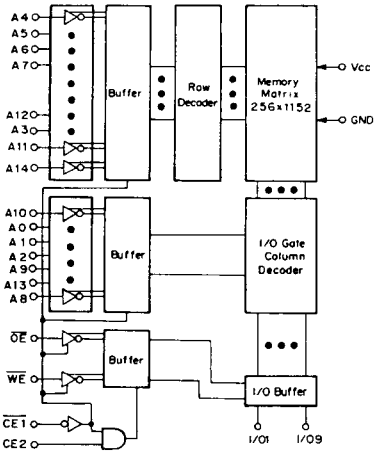 A4
A5
A6
A7
A12
A3
A11
A14
Buffer
Row
Decoder
Memory
Matrix
256x1152
Vcc
GND
A10
A0
A1
A2
A9
A13
A8
Buffer
I/O Gate
Column
Decoder
OE
WE
Buffer
I/O Buffer
CE1
CE2
I/O1
I/O9